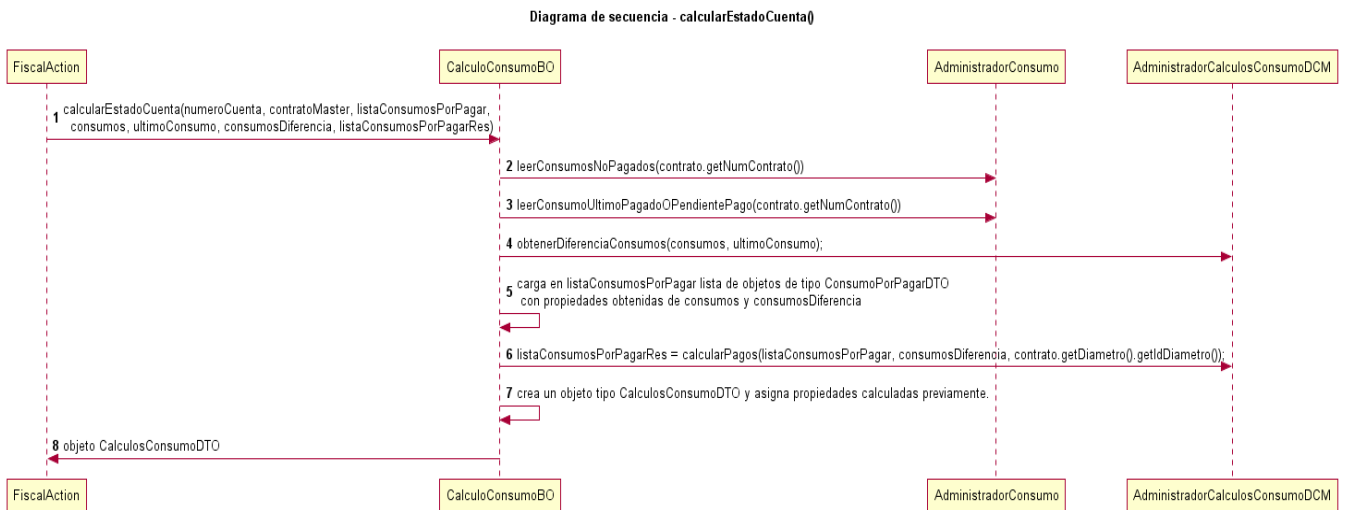 Diagrama de secuencia - calcularEstadoCuenta()
FiscalAction
CalculoConsumoBO
AdministradorConsumo
AdministradorCalculosConsumoDCM
1 calcularEstadoCuenta(numeroCuenta, contratoMaster, listaConsumosPorPagar,
consumos, ultimoConsumo, consumosDiferencia, listaConsumosPorPagarRes)
2 leerConsumosNoPagados(contrato.getNumContrato())
3 leerConsumoUltimoPagadoOPendientePago(contrato.getNumContrato())
4 obtenerDiferenciaConsumos(consumos, ultimoConsumo);
5 carga en listaConsumosPorPagar lista de objetos de tipo ConsumoPorPagarDTO
con propiedades obtenidas de consumos y consumosDiferencia
6 listaConsumosPorPagarRes = calcularPagos(listaConsumosPorPagar, consumosDiferencia, contrato.getDiametro().getIdDiametro());
7 crea un objeto tipo CalculosConsumoDTO y asigna propiedades calculadas previamente.
8 objeto CalculosConsumoDTO
FiscalAction
CalculoConsumoBO
AdministradorConsumo
AdministradorCalculosConsumoDCM